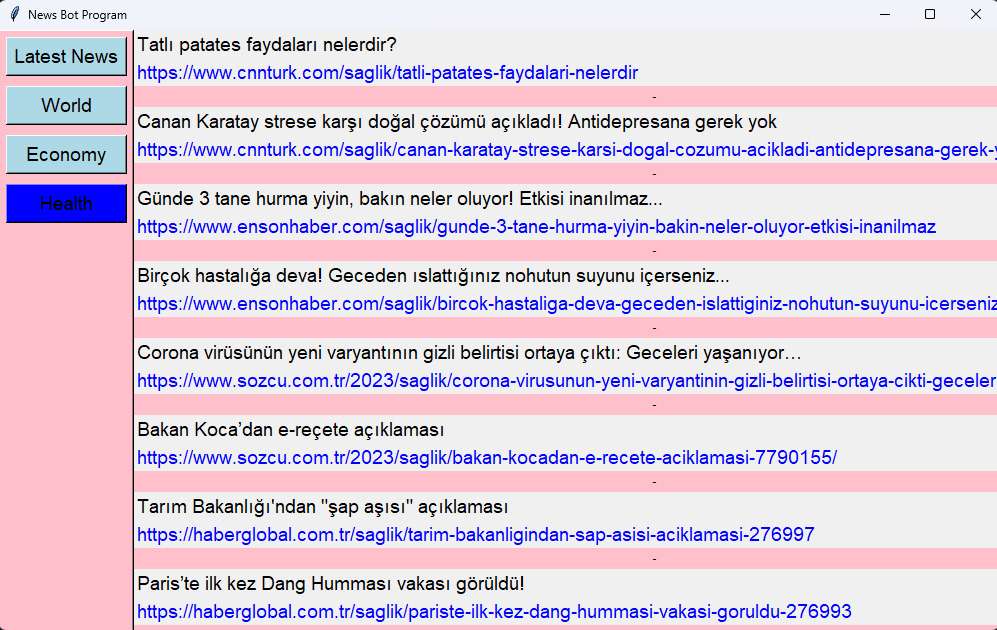 News Bot Program
Latest News
World
Economy
Health
Tatlı patates faydaları nelerdir?
https://www.cnnturk.com/saglik/tatli-patates-faydalari-nelerdir
-
Canan Karatay strese karşı doğal çözümü açıkladı! Antidepresana gerek yok
https://www.cnnturk.com/saglik/canan-karatay-strese-karsi-dogal-cozumu-acikladi-antidepresana-gerek-y
-
Günde 3 tane hurma yiyin, bakın neler oluyor! Etkisi inanılmaz...
https://www.ensonhaber.com/saglik/gunde-3-tane-hurma-yiyin-bakin-neler-oluyor-etkisi-inanilmaz
-
Birçok hastalığa deva! Geceden ıslattığınız nohutun suyunu içerseniz...
https://www.ensonhaber.com/saglik/bircok-hastaliga-deva-geceden-islattiginiz-nohutun-suyunu-icerseniz
-
Corona virüsünün yeni varyantının gizli belirtisi ortaya çıktı: Geceleri yaşanıyor…
https://www.sozcu.com.tr/2023/saglik/corona-virusunun-yeni-varyantinin-gizli-belirtisi-ortaya-cikti-geceler
-
Bakan Koca’dan e-reçete açıklaması
https://www.sozcu.com.tr/2023/saglik/bakan-kocadan-e-recete-aciklamasi-7790155/
-
Tarım Bakanlığı'ndan "şap aşısı" açıklaması
https://haberglobal.com.tr/saglik/tarim-bakanligindan-sap-asisi-aciklamasi-276997
-
Paris’te ilk kez Dang Humması vakası görüldü!
https://haberglobal.com.tr/saglik/pariste-ilk-kez-dang-hummasi-vakasi-goruldu-276993